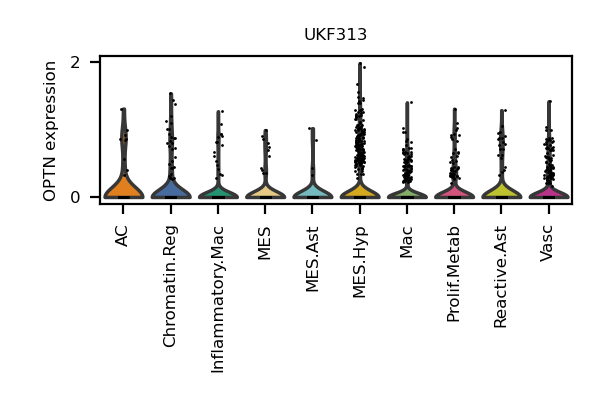 UKF313
OPTN expression
2
0
AC
Chromatin.Reg
Inflammatory.Mac
MES
MES.Ast
MES.Hyp
Mac
Prolif.Metab
Reactive.Ast
Vasc